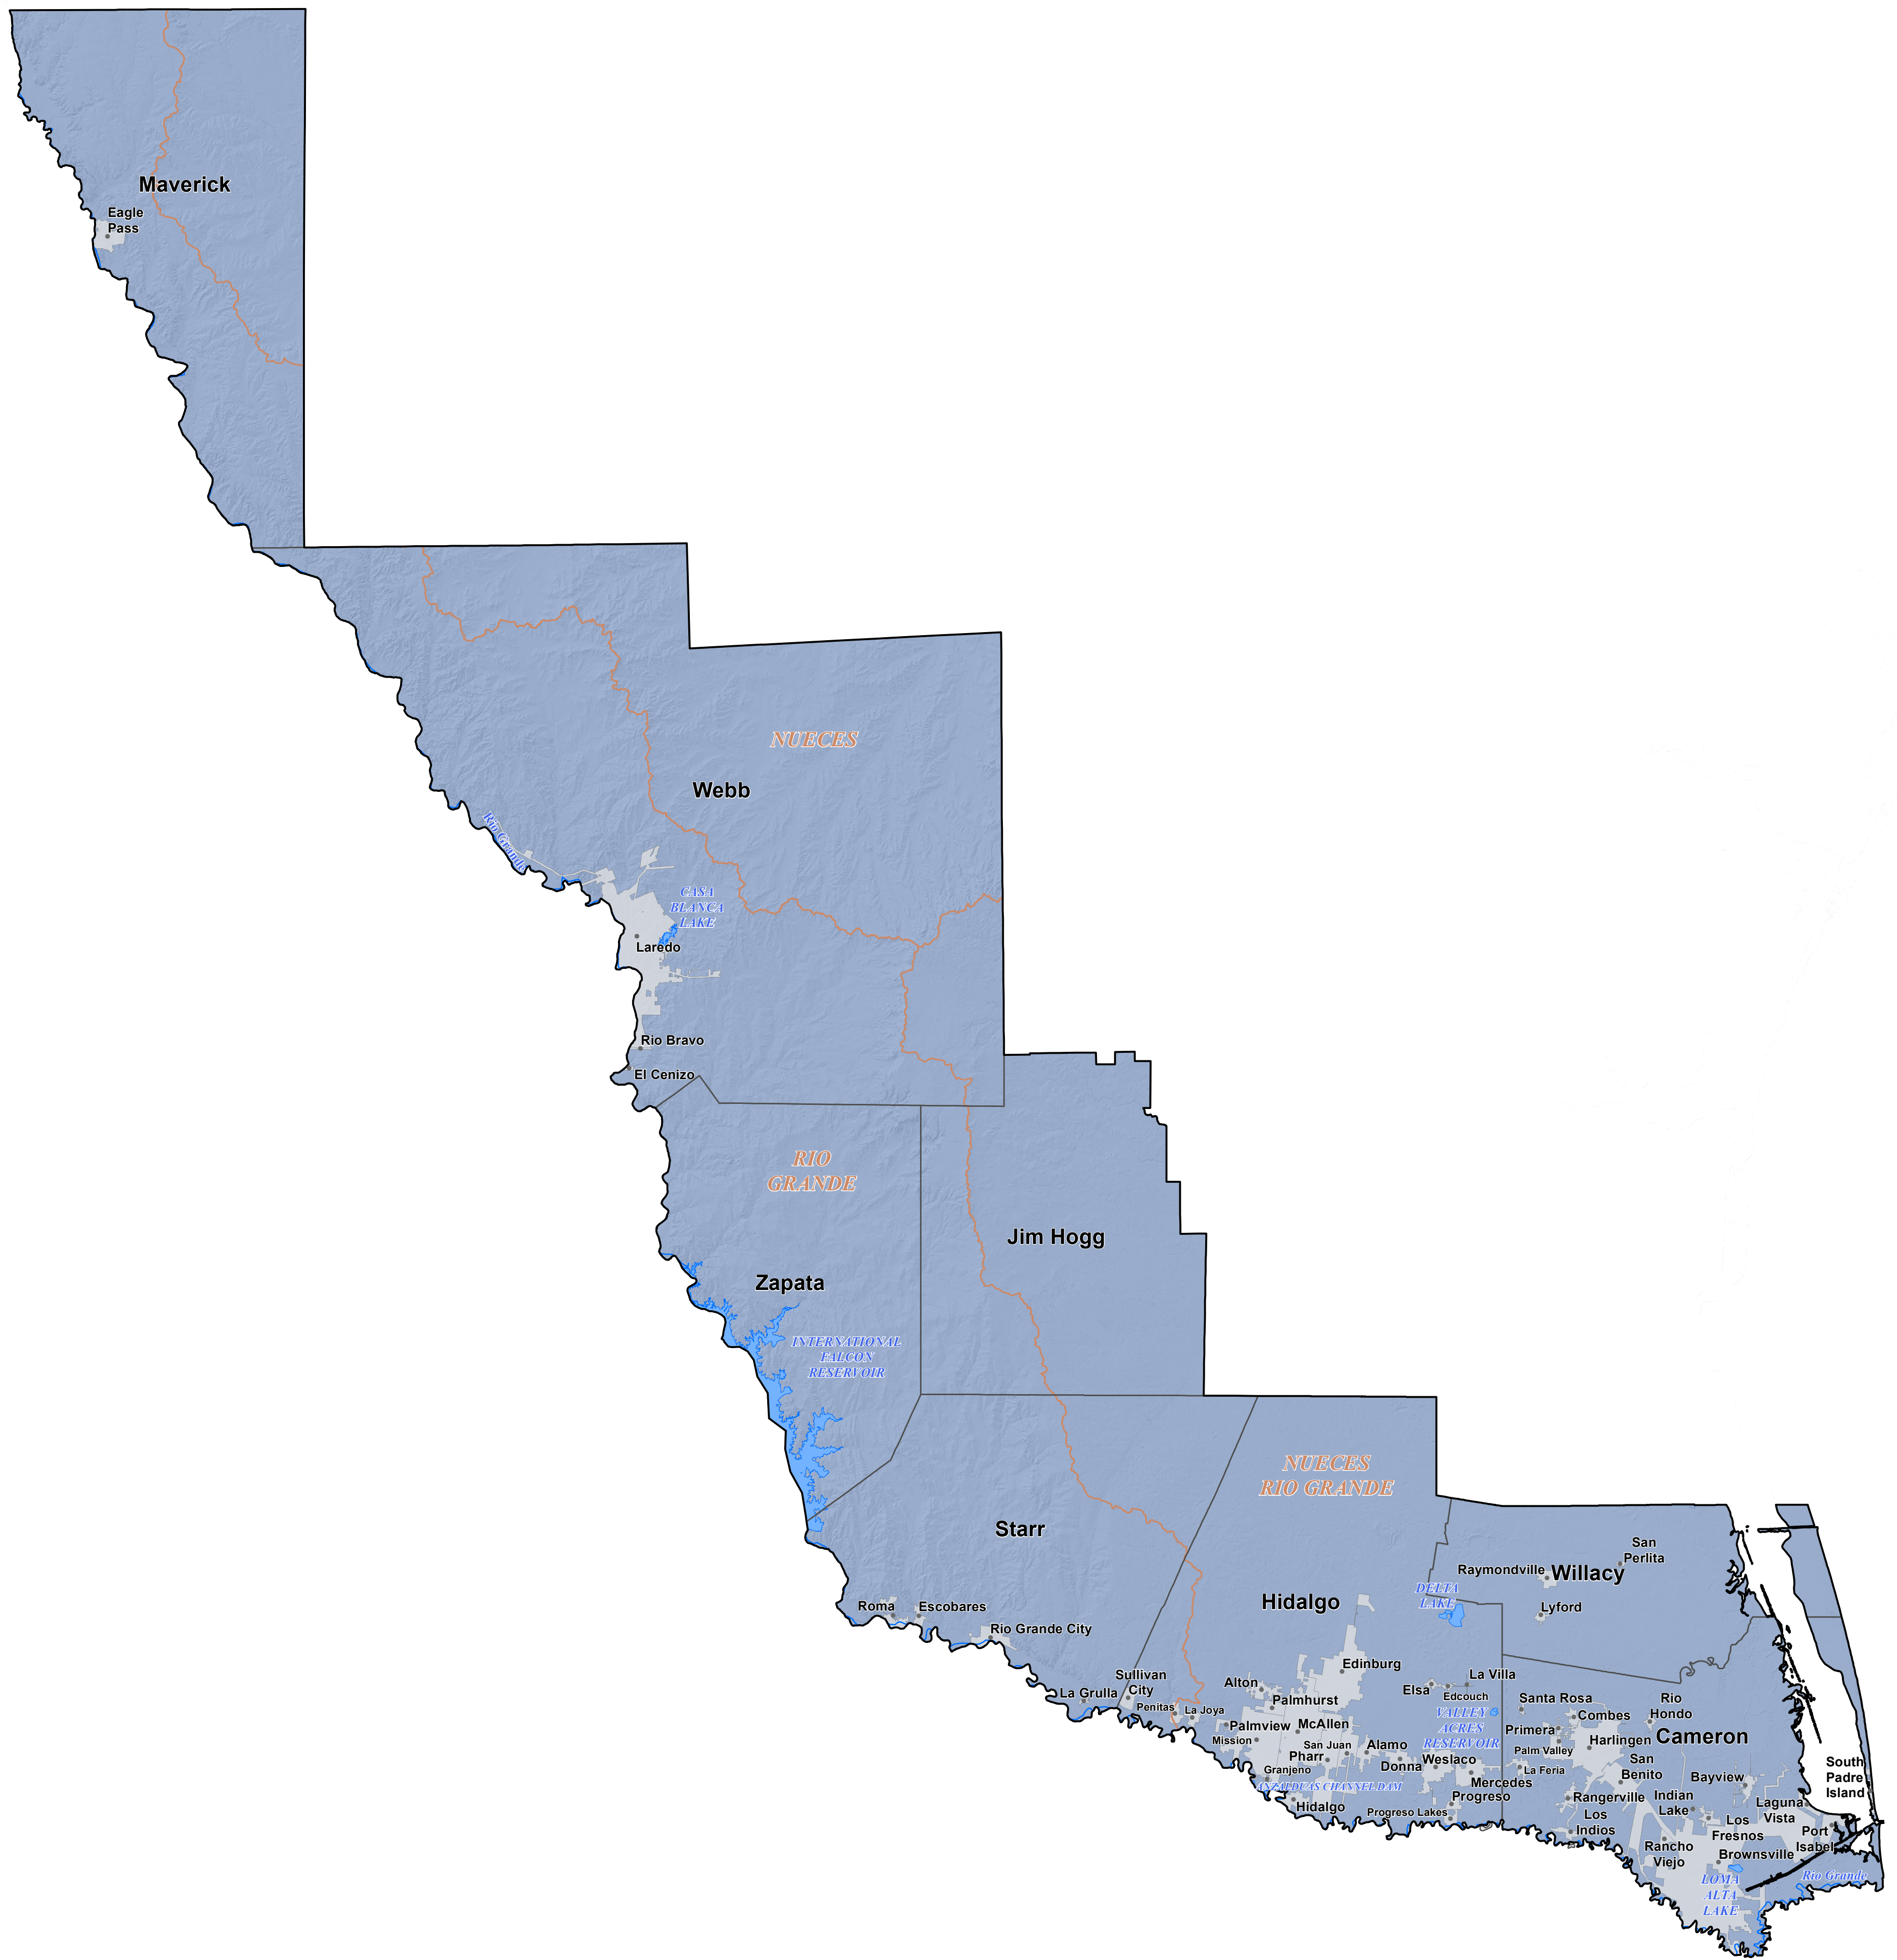 Maverick
Eagle
Pass
NUECES
Webb
Rio Grande
CASA
BLANCA
LAKE
Laredo
Rio Bravo
El Cenizo
RIO
GRANDE
Jim Hogg
Zapata
INTERNATIONAL
FALCON
RESERVOIR
NUECES
RIO GRANDE
Starr
San
Perlita
Raymondville
Willacy
DELTA
LAKE
Hidalgo
Lyford
Roma
Escobares
Rio Grande City
Edinburg
Sullivan
City
La Villa
Alton
Elsa
Edcouch
La Grulla
Penitas
La Joya
Palmhurst
Santa Rosa
Rio
Hondo
Combes
VALLEY
ACRES
RESERVOIR
Palmview
McAllen
Primera
Cameron
Mission
San Juan
Alamo
Palm Valley
Harlingen
Pharr
Donna
Weslaco
San
Benito
South
Padre
Island
Granjeno
La Feria
Bayview
ANZALDUAS CHANNEL DAM
Mercedes
Progreso
Rangerville
Indian
Lake
Laguna
Vista
Hidalgo
Progreso Lakes
Los
Indios
Los
Fresnos
Port
Isabel
Rancho
Viejo
Brownsville
LOMA
ALTA
LAKE
Rio Grande